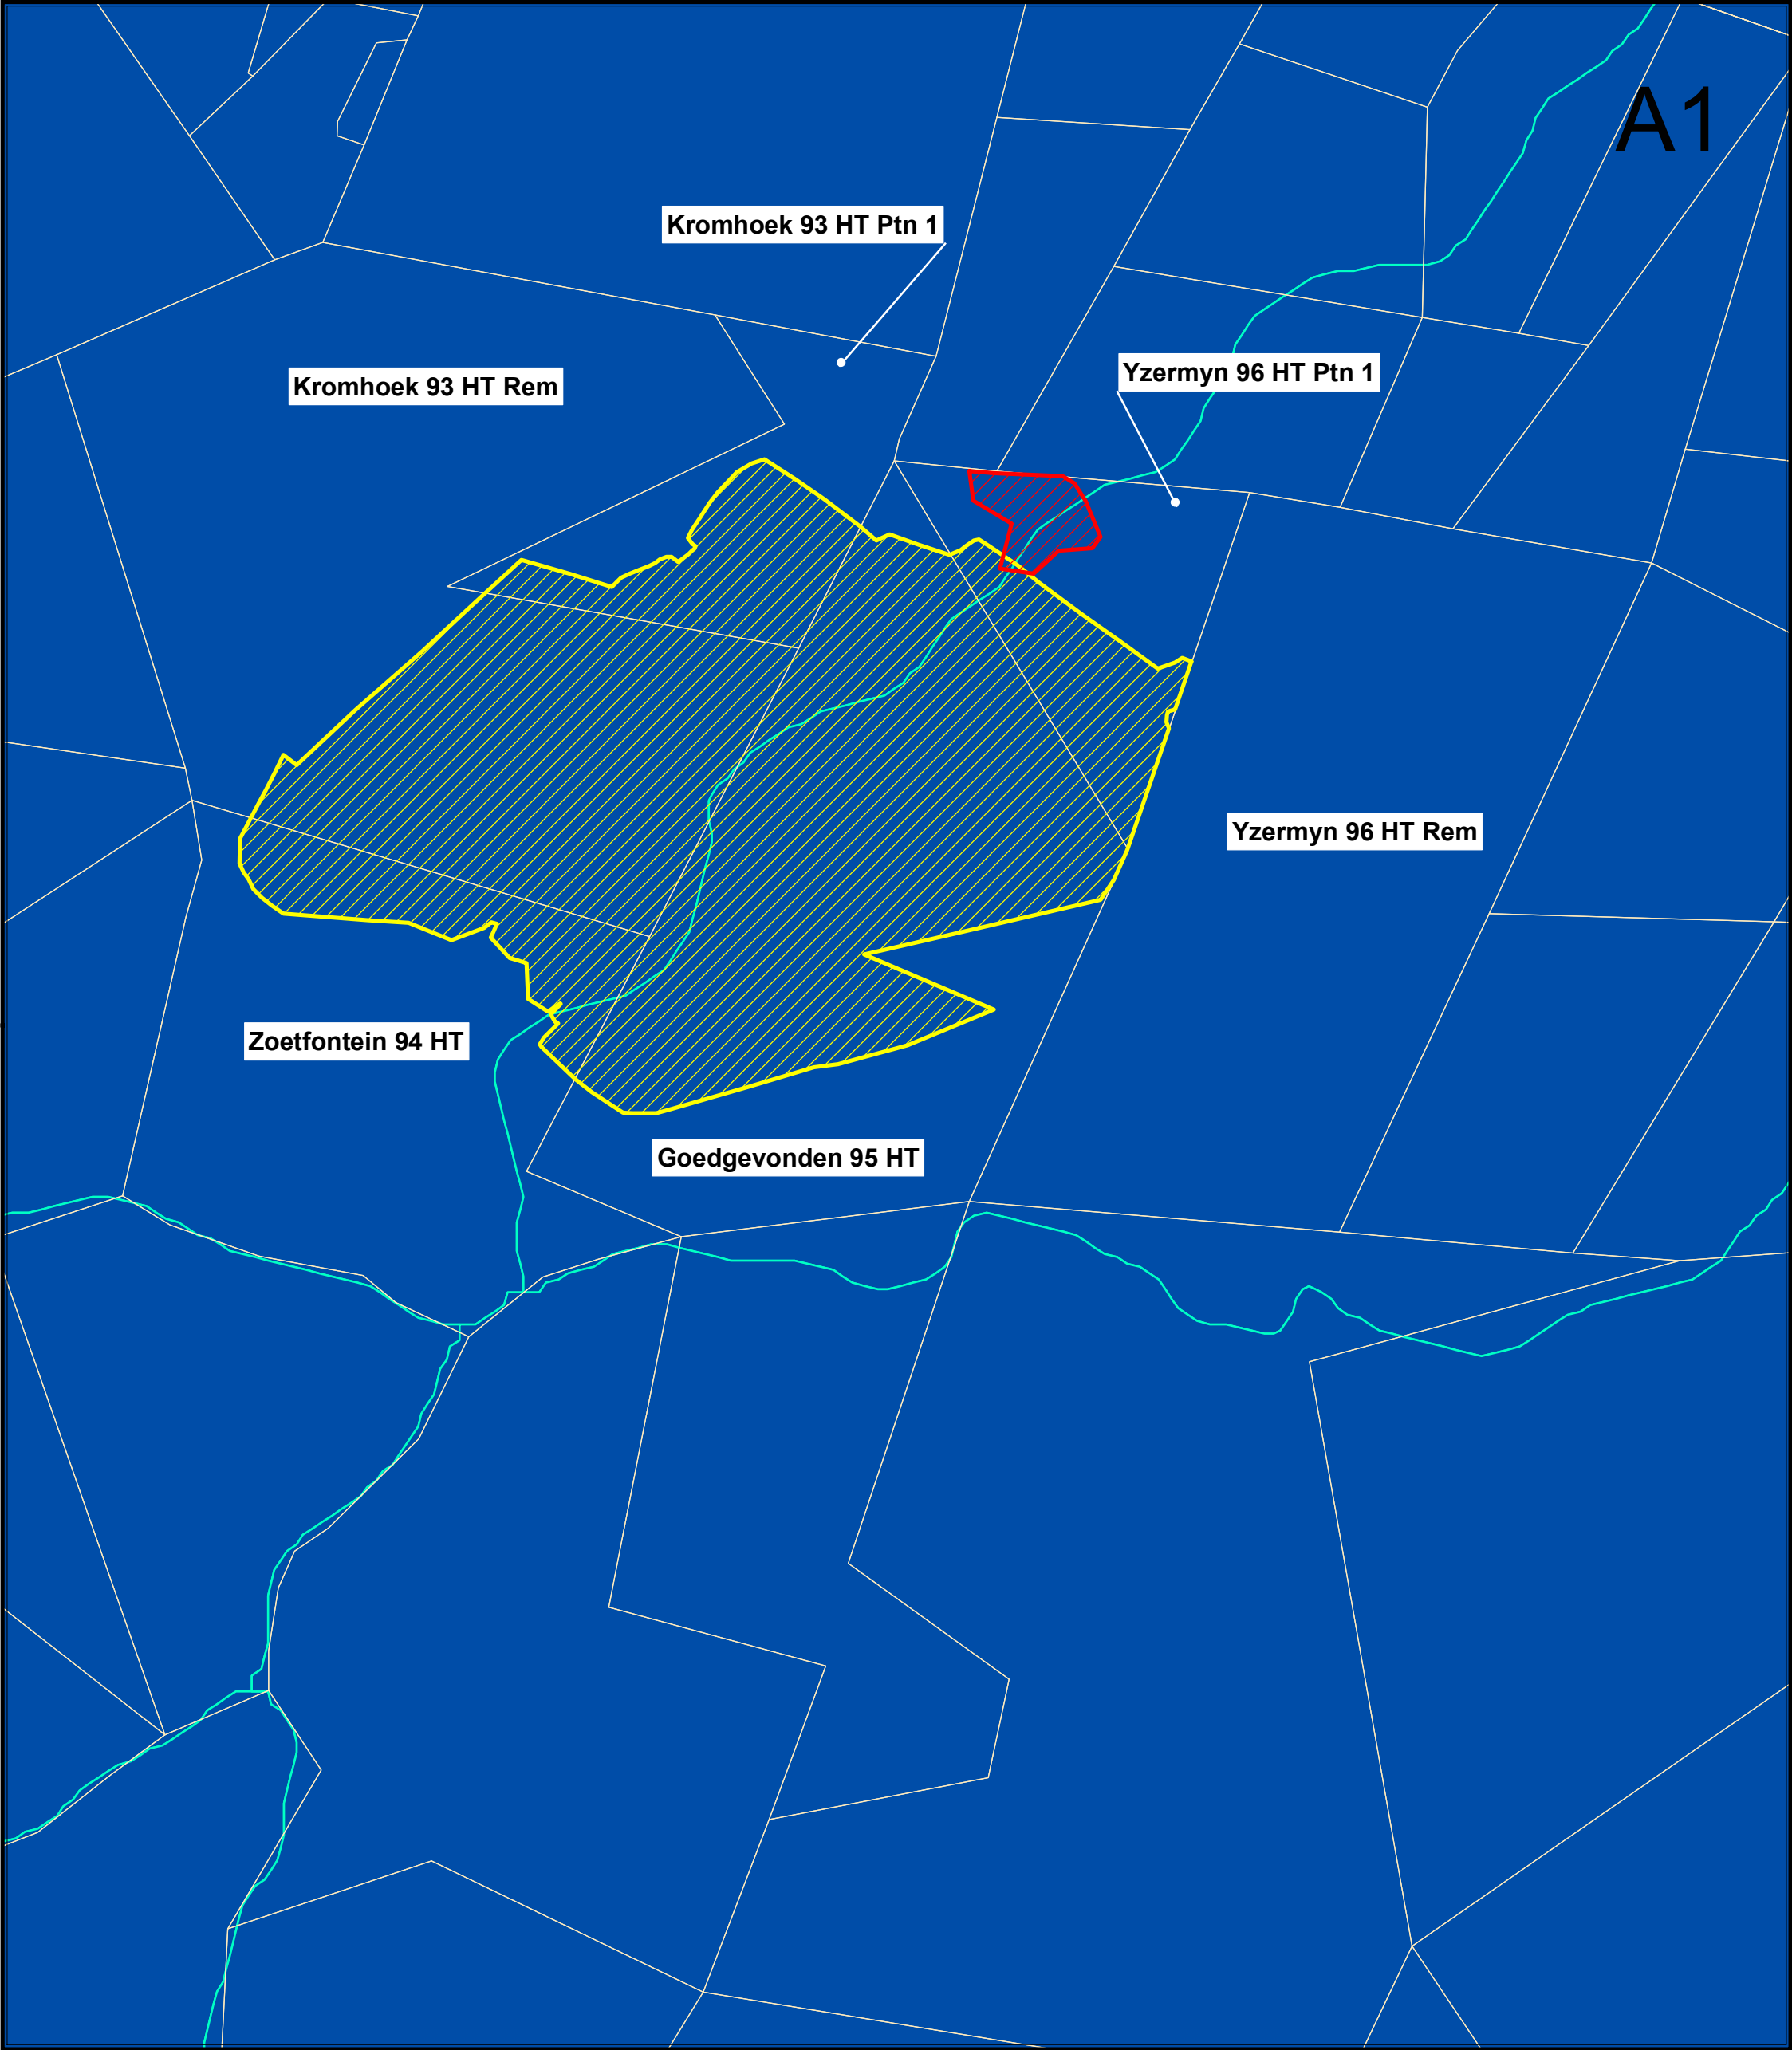 A1
Kromhoek 93 HT Ptn 1
Yzermyn 96 HT Ptn 1
Kromhoek 93 HT Rem
Yzermyn 96 HT Rem
Zoetfontein 94 HT
Goedgevonden 95 HT